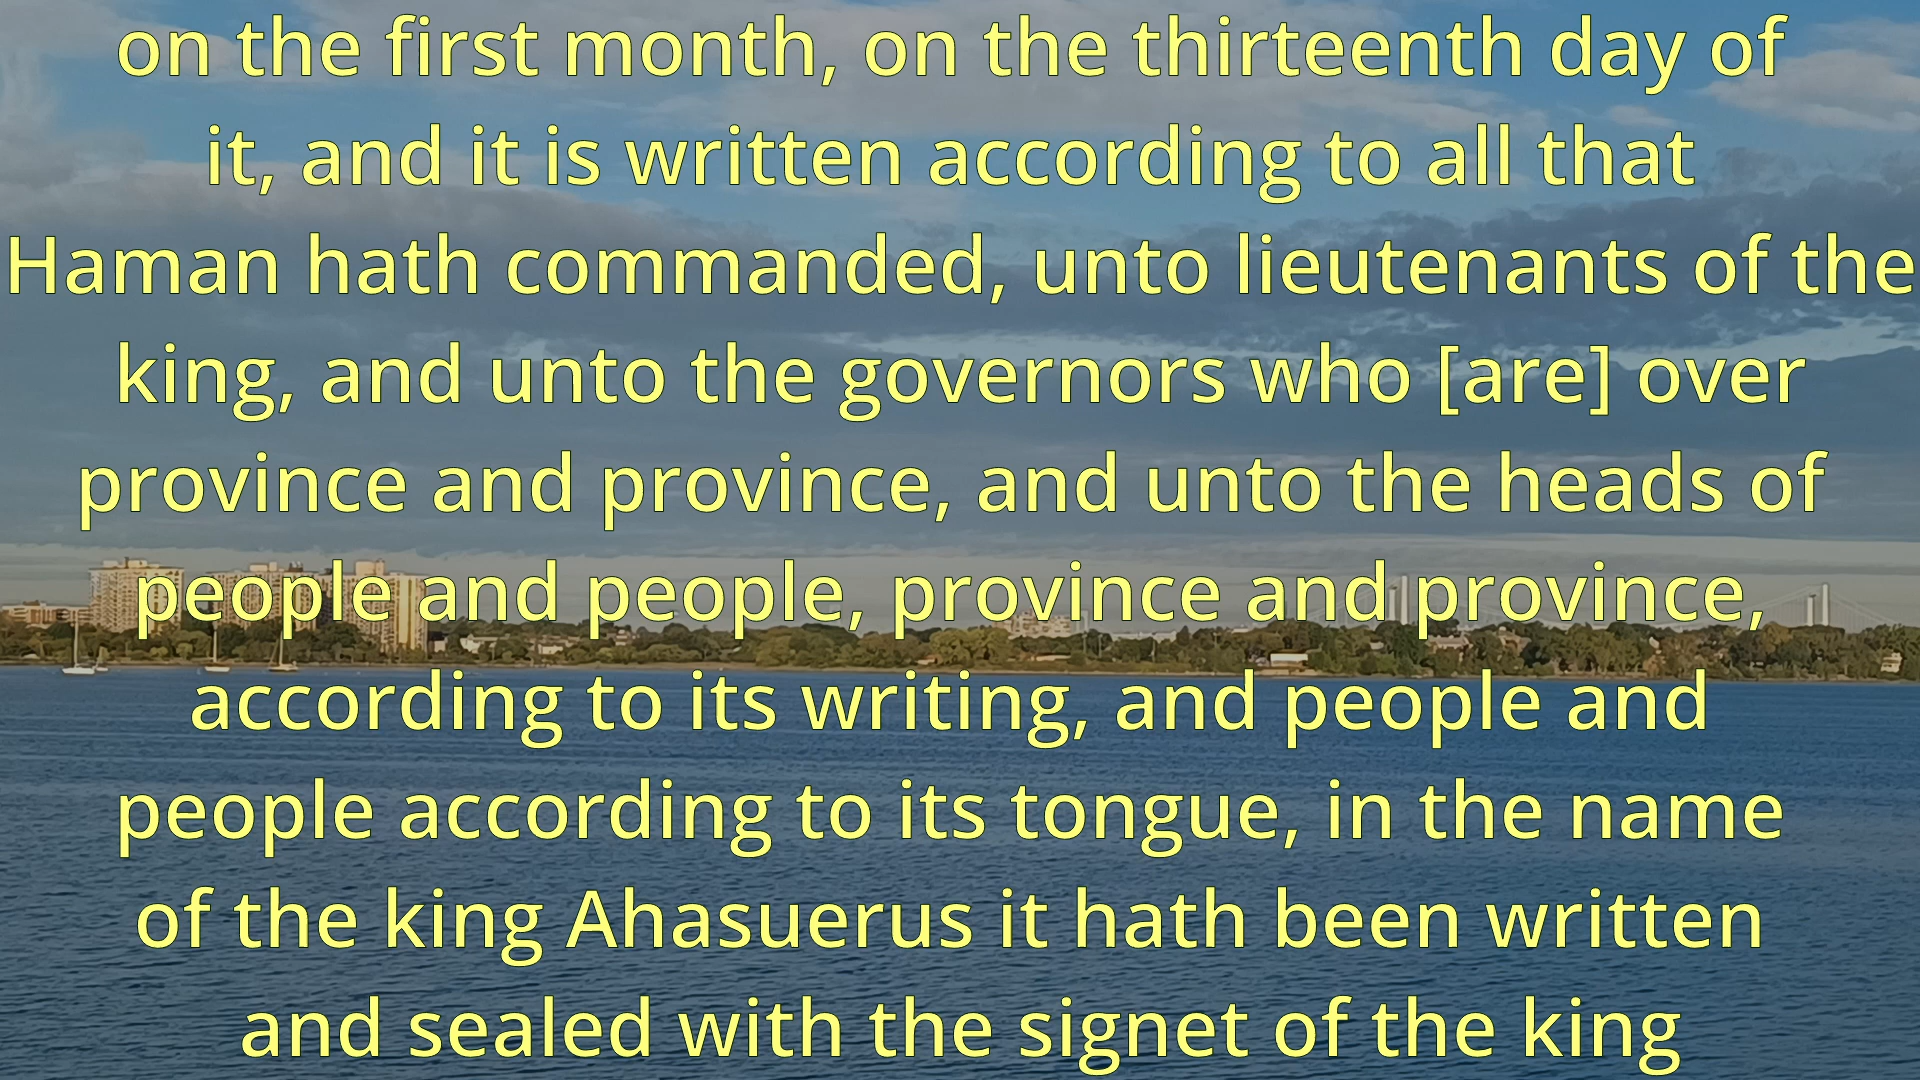 on the first month, on the thirteenth day of
it, and it is written according to all that
Haman hath commanded, unto lieutenants of the
king, and unto the governors who [are] over
province and province, and unto the heads of
people and people, province and province,
according to its writing, and people and
people according to its tongue, in the name
of the king Ahasuerus it hath been written
and sealed with the signet of the king